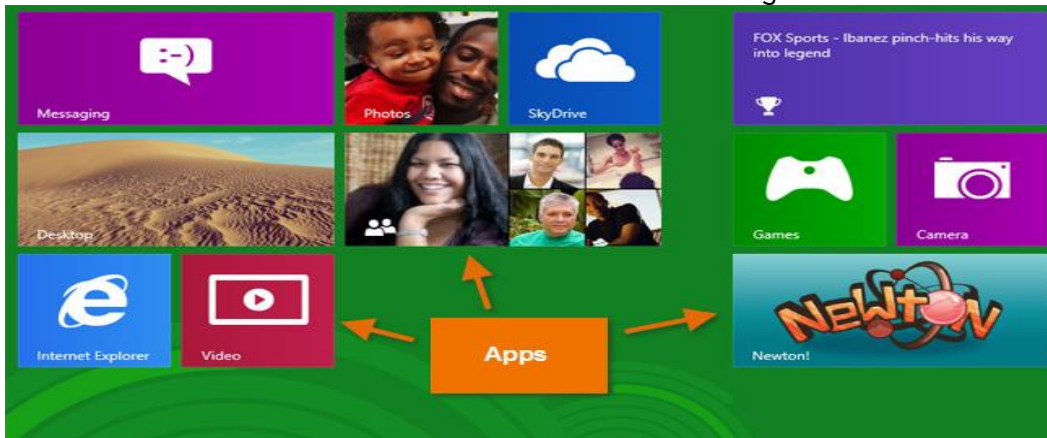 :-)
Messaging
Photos
SkyDrive
FOX Sports - Ibanez pinch-hits his way
into legend
Desktop
Games
Camera
Internet Explorer
Video
Apps
NEWTON
Newton!